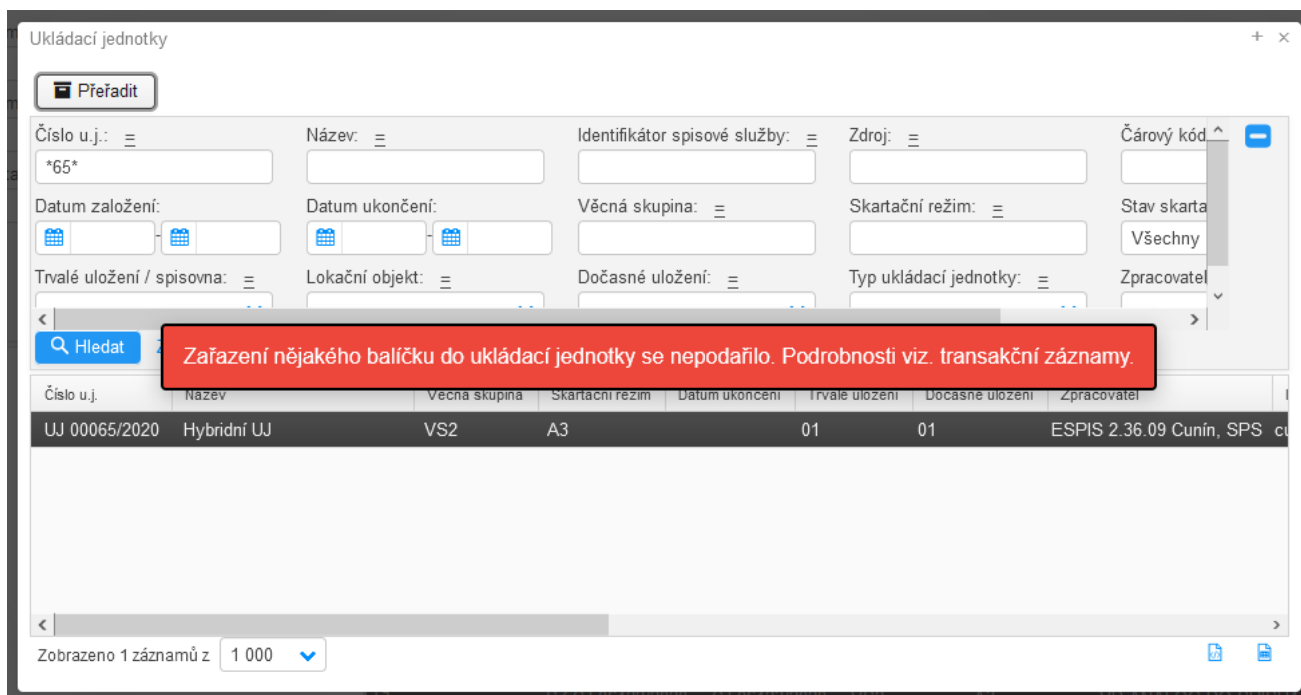 Ukládací jednotky
Přeřadit
Číslo u.j.: = Název: = Identifikátor spisové služby: = Zdroj: = Čárový kód
*65*
Datum založení: Datum ukončení: Věcná skupina: = Skartační režim: = Stav skarta
- - Všechny
Trvalé uložení / spisovna: = Lokační objekt: = Dočasné uložení: = Typ ukládací jednotky: = Zpracovatel
Hledat
Zařazení nějakého balíčku do ukládací jednotky se nepodařilo. Podrobnosti viz. transakční záznamy.
Číslo u.j. Název Věcná skupina Skartační režim Datum ukončení Trvalé uložení Dočasné uložení Zpracovatel
UJ 00065/2020 Hybridní UJ VS2 A3 01 01 ESPIS 2.36.09 Cunín, SPS cu
Zobrazeno 1 záznamů z 1 000